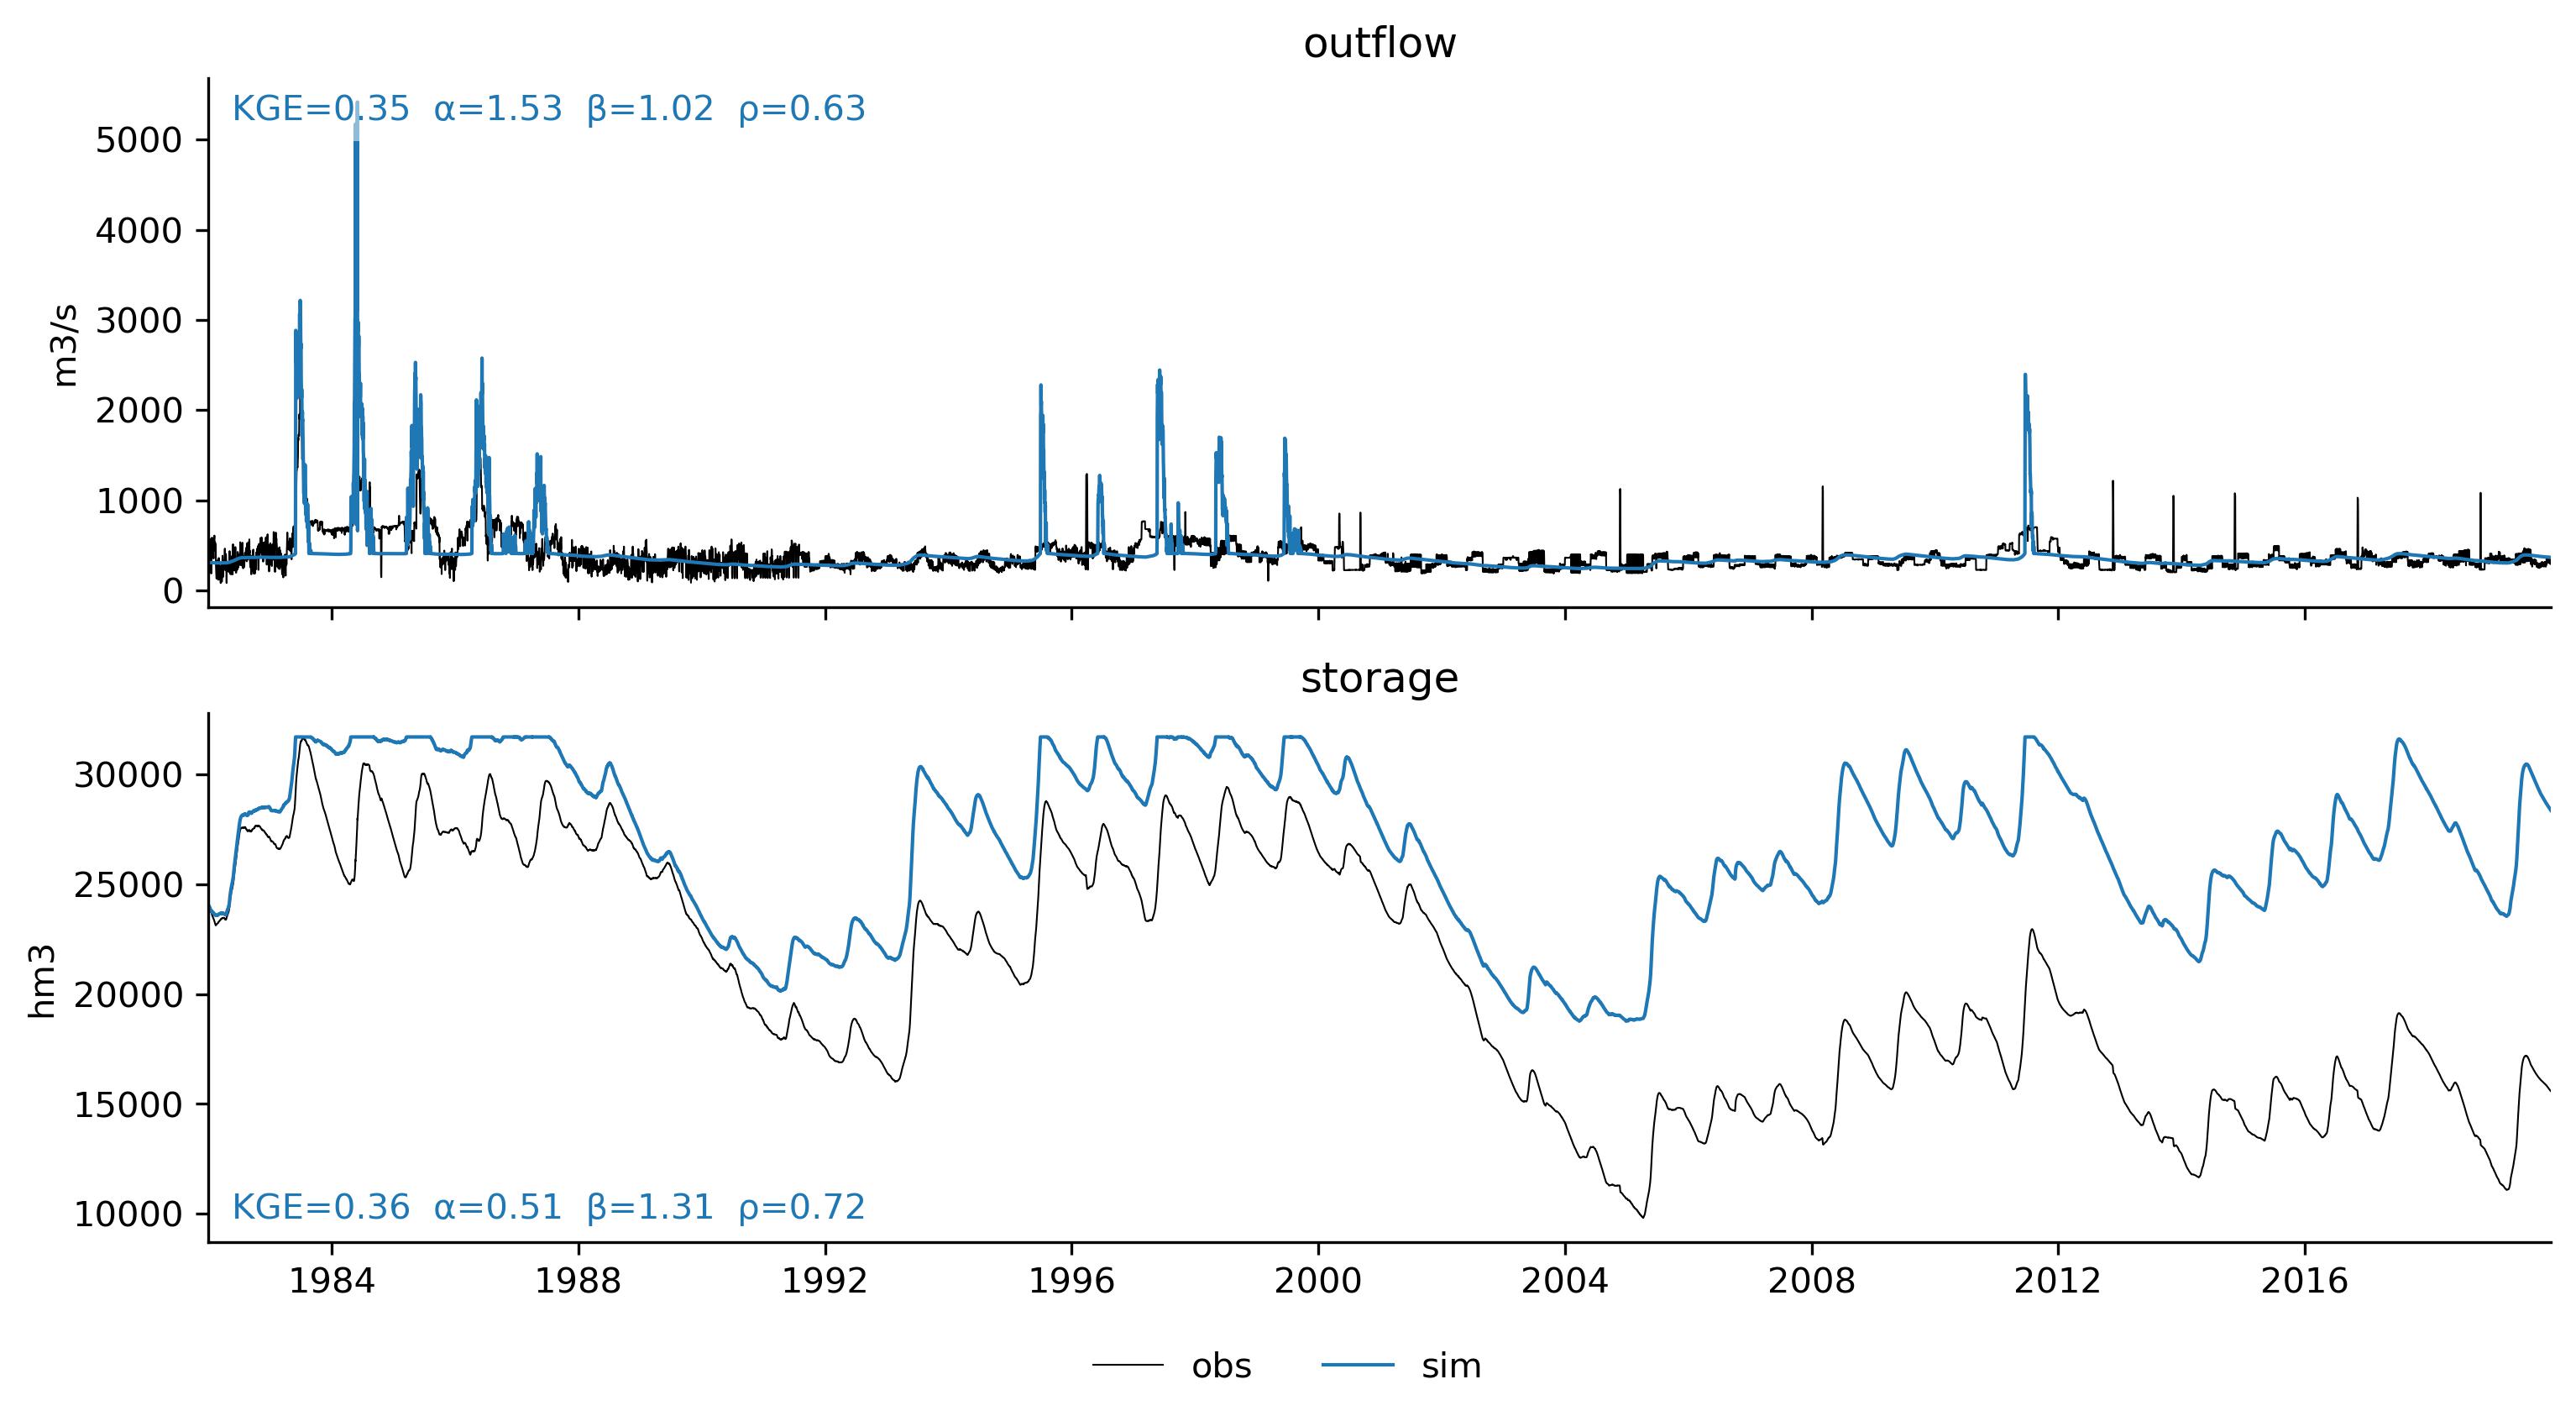 outflow
KGE=0.35 α=1.53 β=1.02 ρ=0.63
5000
4000
3000
2000
1000
0
m3/s
storage
30000
25000
20000
15000
10000
hm3
KGE=0.36 α=0.51 β=1.31 ρ=0.72
1984 1988 1992 1996 2000 2004 2008 2012 2016
obs sim